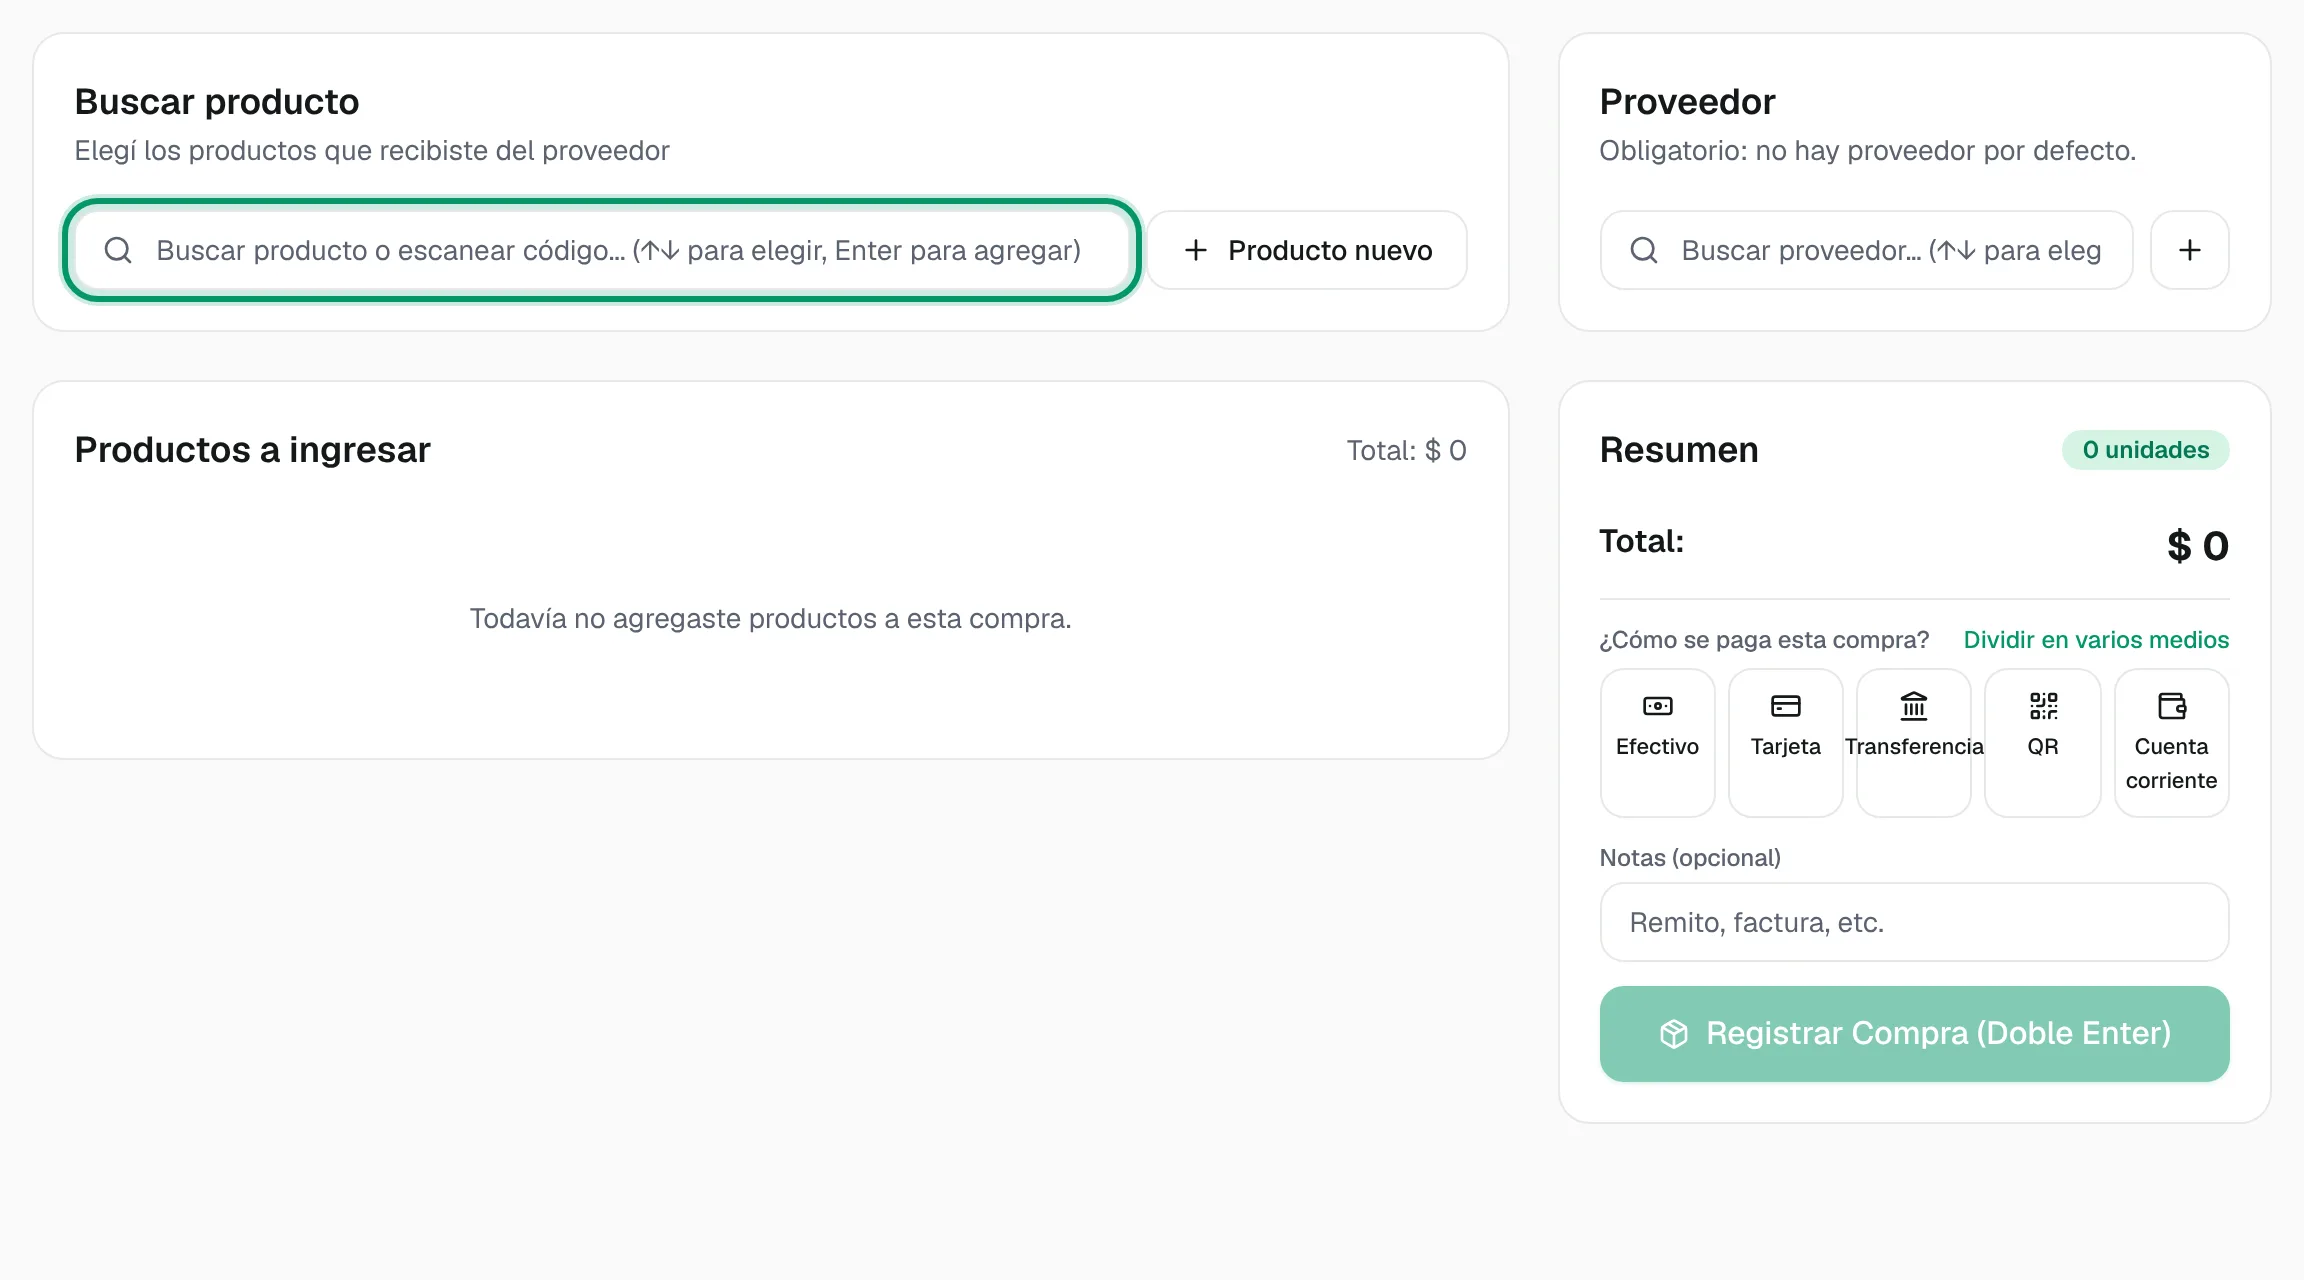 Buscar producto
Elegí los productos que recibiste del proveedor
Buscar producto o escanear código... (↑↓ para elegir, Enter para agregar)
+ Producto nuevo
Proveedor
Obligatorio: no hay proveedor por defecto.
Buscar proveedor... (↑↓ para eleg
+
Productos a ingresar
Total: $ 0
Todavía no agregaste productos a esta compra.
Resumen
0 unidades
Total:
$ 0
¿Cómo se paga esta compra?
Dividir en varios medios
Efectivo
Tarjeta
Transferencia
QR
Cuenta
corriente
Notas (opcional)
Remito, factura, etc.
Registrar Compra (Doble Enter)